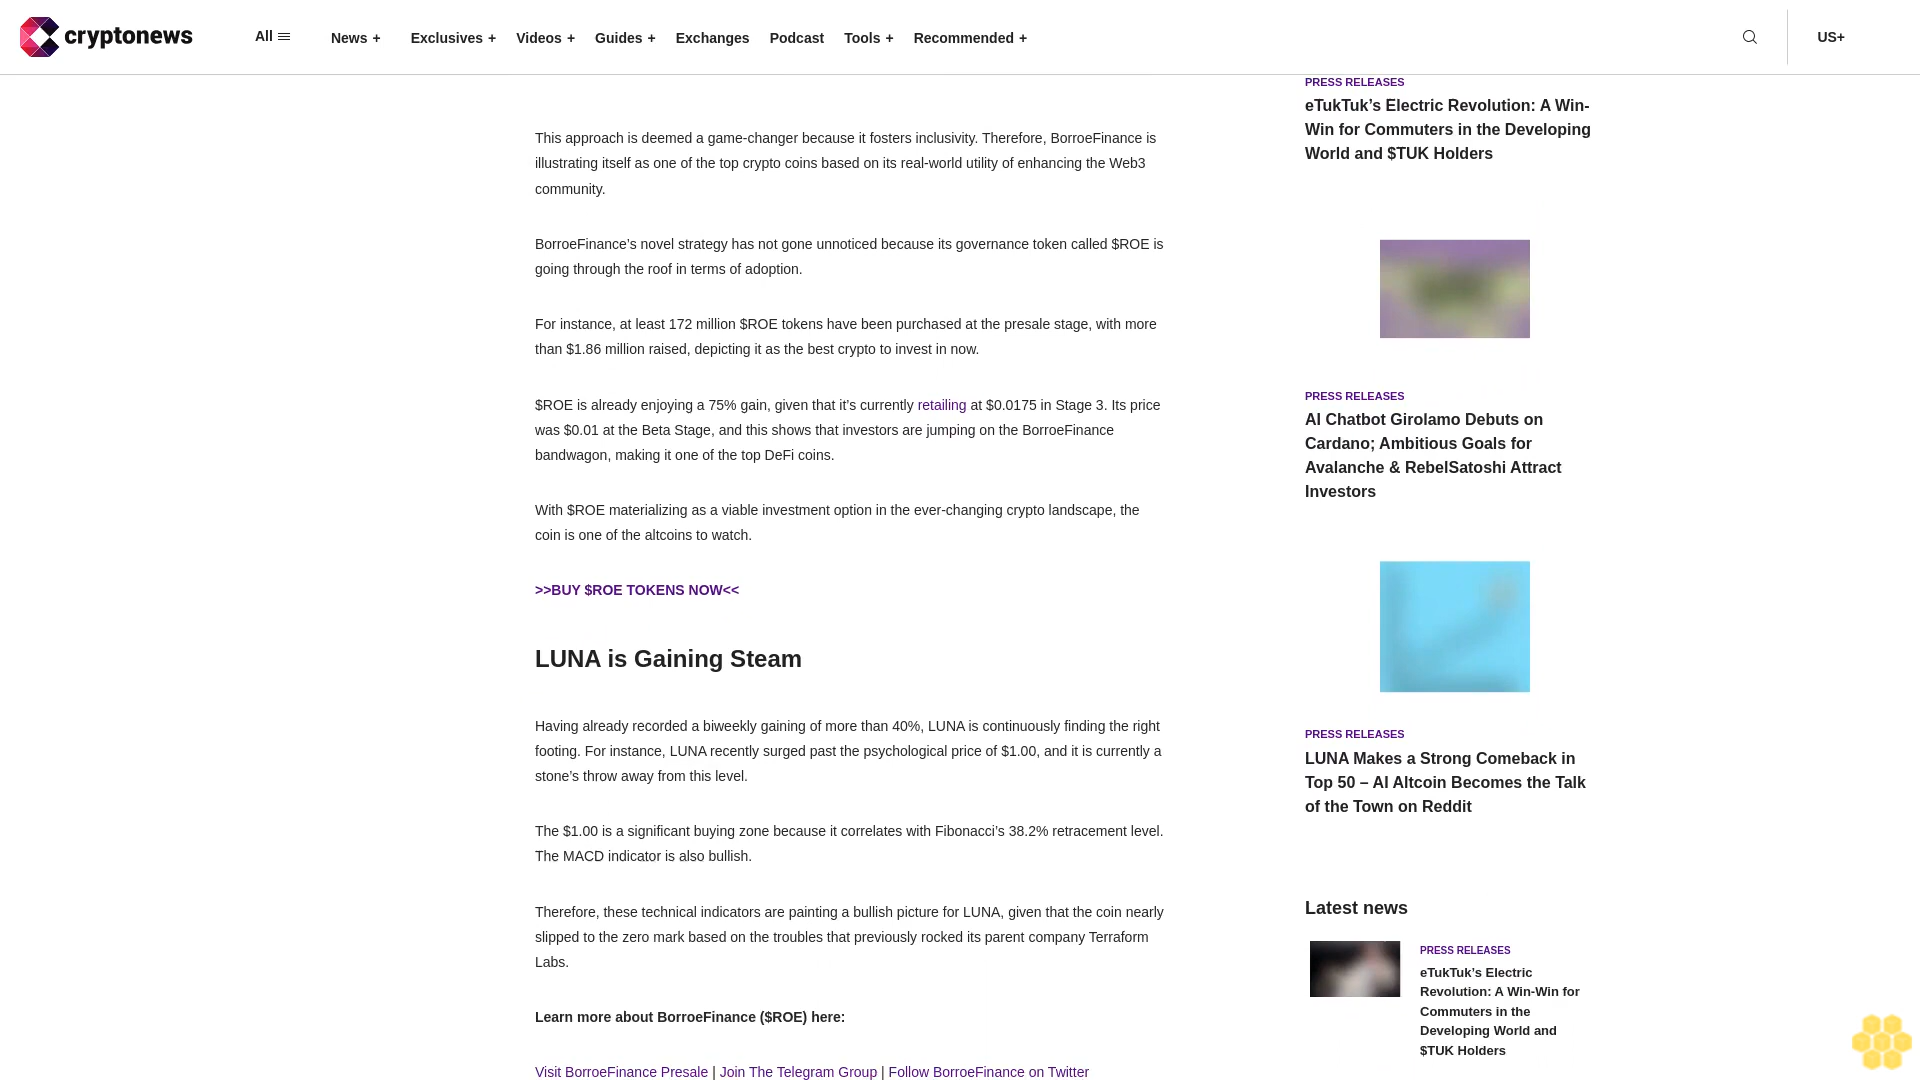 cryptonews
All
News +
Exclusives +
Videos +
Guides +
Exchanges
Podcast
Tools +
Recommended +
US+
This approach is deemed a game-changer because it fosters inclusivity. Therefore, BorroeFinance is
illustrating itself as one of the top crypto coins based on its real-world utility of enhancing the Web3
community.
BorroeFinance’s novel strategy has not gone unnoticed because its governance token called $ROE is
going through the roof in terms of adoption.
For instance, at least 172 million $ROE tokens have been purchased at the presale stage, with more
than $1.86 million raised, depicting it as the best crypto to invest in now.
$ROE is already enjoying a 75% gain, given that it’s currently retailing at $0.0175 in Stage 3. Its price
was $0.01 at the Beta Stage, and this shows that investors are jumping on the BorroeFinance
bandwagon, making it one of the top DeFi coins.
With $ROE materializing as a viable investment option in the ever-changing crypto landscape, the
coin is one of the altcoins to watch.
>>BUY $ROE TOKENS NOW<<
LUNA is Gaining Steam
Having already recorded a biweekly gaining of more than 40%, LUNA is continuously finding the right
footing. For instance, LUNA recently surged past the psychological price of $1.00, and it is currently a
stone’s throw away from this level.
The $1.00 is a significant buying zone because it correlates with Fibonacci’s 38.2% retracement level.
The MACD indicator is also bullish.
Therefore, these technical indicators are painting a bullish picture for LUNA, given that the coin nearly
slipped to the zero mark based on the troubles that previously rocked its parent company Terraform
Labs.
Learn more about BorroeFinance ($ROE) here:
Visit BorroeFinance Presale | Join The Telegram Group | Follow BorroeFinance on Twitter
PRESS RELEASES
eTukTuk’s Electric Revolution: A Win-
Win for Commuters in the Developing
World and $TUK Holders
PRESS RELEASES
AI Chatbot Girolamo Debuts on
Cardano; Ambitious Goals for
Avalanche & RebelSatoshi Attract
Investors
PRESS RELEASES
LUNA Makes a Strong Comeback in
Top 50 – AI Altcoin Becomes the Talk
of the Town on Reddit
Latest news
PRESS RELEASES
eTukTuk’s Electric
Revolution: A Win-Win for
Commuters in the
Developing World and
$TUK Holders